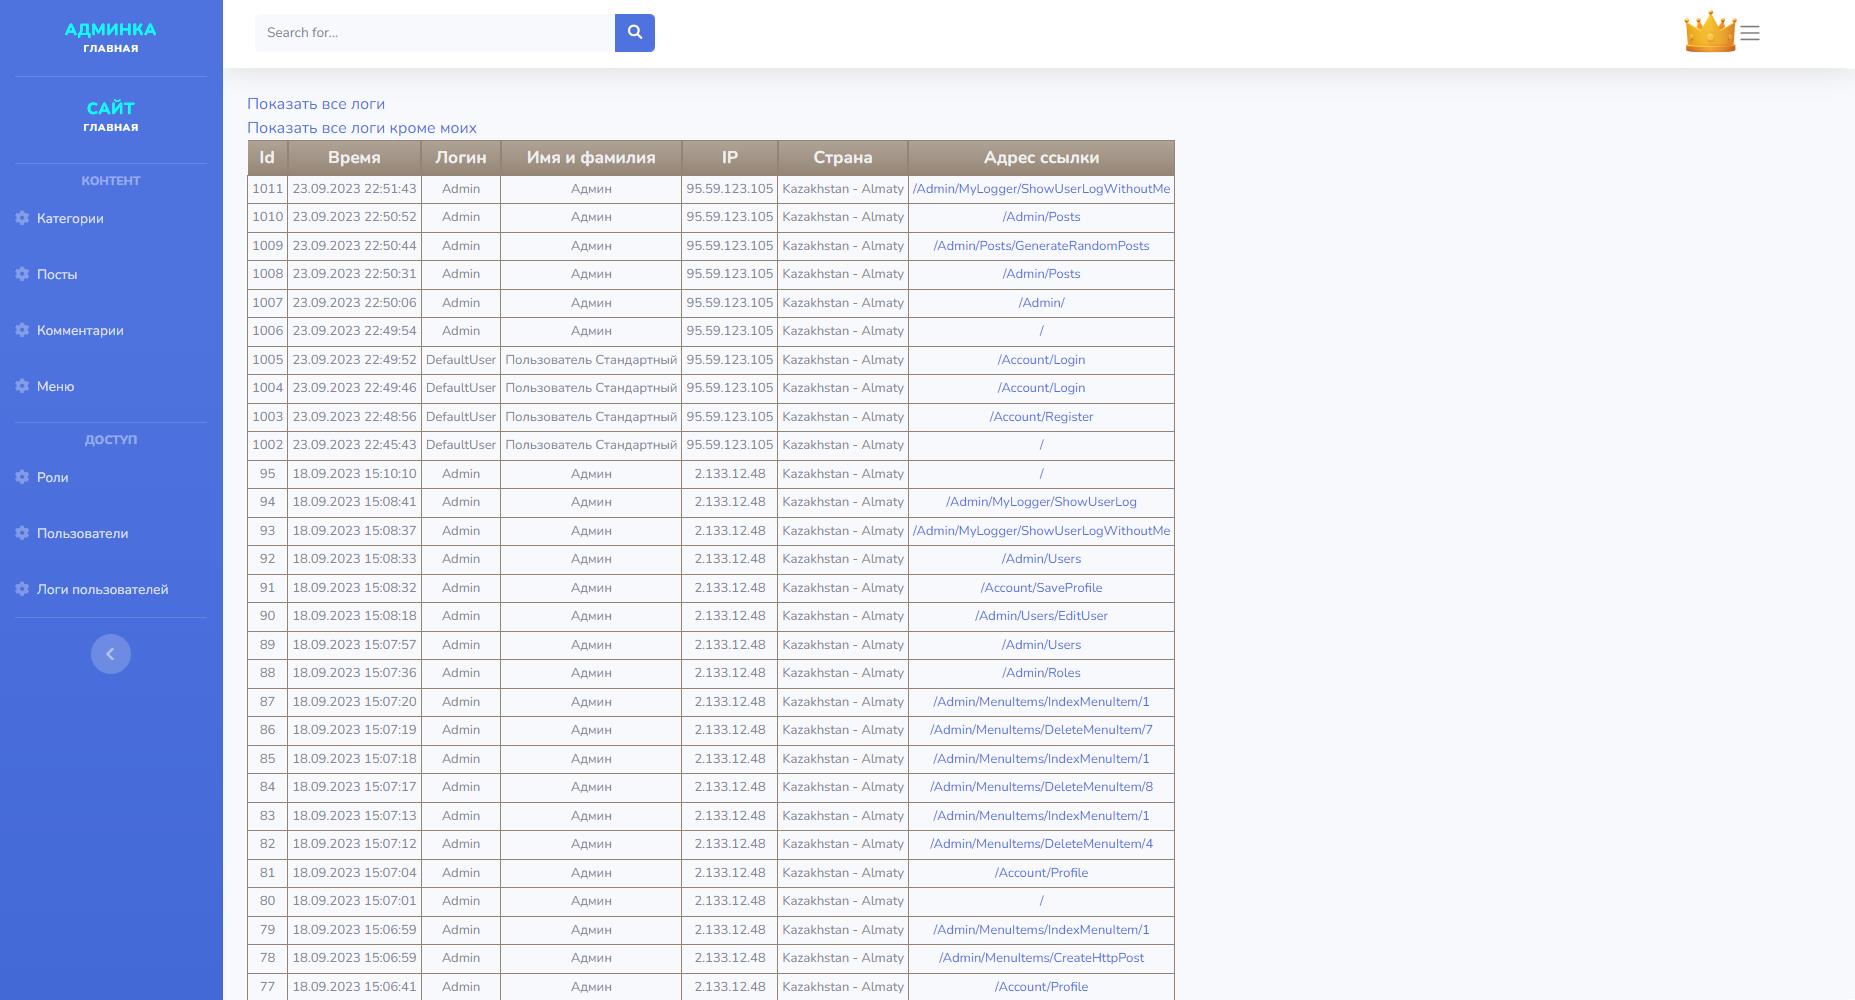 АДМИНКА
ГЛАВНАЯ
САЙТ
ГЛАВНАЯ
КОНТЕНТ
Категории
Посты
Комментарии
Меню
ДОСТУП
Роли
Пользователи
Логи пользователей
Search for...
Показать все логи
Показать все логи кроме моих
Id Время Логин Имя и фамилия IP Страна Адрес ссылки
1011 23.09.2023 22:51:43 Admin Админ 95.59.123.105 Kazakhstan - Almaty /Admin/MyLogger/ShowUserLogWithoutMe
1010 23.09.2023 22:50:52 Admin Админ 95.59.123.105 Kazakhstan - Almaty /Admin/Posts
1009 23.09.2023 22:50:44 Admin Админ 95.59.123.105 Kazakhstan - Almaty /Admin/Posts/GenerateRandomPosts
1008 23.09.2023 22:50:31 Admin Админ 95.59.123.105 Kazakhstan - Almaty /Admin/Posts
1007 23.09.2023 22:50:06 Admin Админ 95.59.123.105 Kazakhstan - Almaty /Admin/
1006 23.09.2023 22:49:54 Admin Админ 95.59.123.105 Kazakhstan - Almaty /
1005 23.09.2023 22:49:52 DefaultUser Пользователь Стандартный 95.59.123.105 Kazakhstan - Almaty /Account/Login
1004 23.09.2023 22:49:46 DefaultUser Пользователь Стандартный 95.59.123.105 Kazakhstan - Almaty /Account/Login
1003 23.09.2023 22:48:56 DefaultUser Пользователь Стандартный 95.59.123.105 Kazakhstan - Almaty /Account/Register
1002 23.09.2023 22:45:43 DefaultUser Пользователь Стандартный 95.59.123.105 Kazakhstan - Almaty /
95 18.09.2023 15:10:10 Admin Админ 2.133.12.48 Kazakhstan - Almaty /
94 18.09.2023 15:08:41 Admin Админ 2.133.12.48 Kazakhstan - Almaty /Admin/MyLogger/ShowUserLog
93 18.09.2023 15:08:37 Admin Админ 2.133.12.48 Kazakhstan - Almaty /Admin/MyLogger/ShowUserLogWithoutMe
92 18.09.2023 15:08:33 Admin Админ 2.133.12.48 Kazakhstan - Almaty /Admin/Users
91 18.09.2023 15:08:32 Admin Админ 2.133.12.48 Kazakhstan - Almaty /Account/SaveProfile
90 18.09.2023 15:08:18 Admin Админ 2.133.12.48 Kazakhstan - Almaty /Admin/Users/EditUser
89 18.09.2023 15:07:57 Admin Админ 2.133.12.48 Kazakhstan - Almaty /Admin/Users
88 18.09.2023 15:07:36 Admin Админ 2.133.12.48 Kazakhstan - Almaty /Admin/Roles
87 18.09.2023 15:07:20 Admin Админ 2.133.12.48 Kazakhstan - Almaty /Admin/MenuItems/IndexMenuItem/1
86 18.09.2023 15:07:19 Admin Админ 2.133.12.48 Kazakhstan - Almaty /Admin/MenuItems/DeleteMenuItem/7
85 18.09.2023 15:07:18 Admin Админ 2.133.12.48 Kazakhstan - Almaty /Admin/MenuItems/IndexMenuItem/1
84 18.09.2023 15:07:17 Admin Админ 2.133.12.48 Kazakhstan - Almaty /Admin/MenuItems/DeleteMenuItem/8
83 18.09.2023 15:07:13 Admin Админ 2.133.12.48 Kazakhstan - Almaty /Admin/MenuItems/IndexMenuItem/1
82 18.09.2023 15:07:12 Admin Админ 2.133.12.48 Kazakhstan - Almaty /Admin/MenuItems/DeleteMenuItem/4
81 18.09.2023 15:07:04 Admin Админ 2.133.12.48 Kazakhstan - Almaty /Account/Profile
80 18.09.2023 15:07:01 Admin Админ 2.133.12.48 Kazakhstan - Almaty /
79 18.09.2023 15:06:59 Admin Админ 2.133.12.48 Kazakhstan - Almaty /Admin/MenuItems/IndexMenuItem/1
78 18.09.2023 15:06:59 Admin Админ 2.133.12.48 Kazakhstan - Almaty /Admin/MenuItems/CreateHttpPost
77 18.09.2023 15:06:41 Admin Админ 2.133.12.48 Kazakhstan - Almaty /Account/Profile